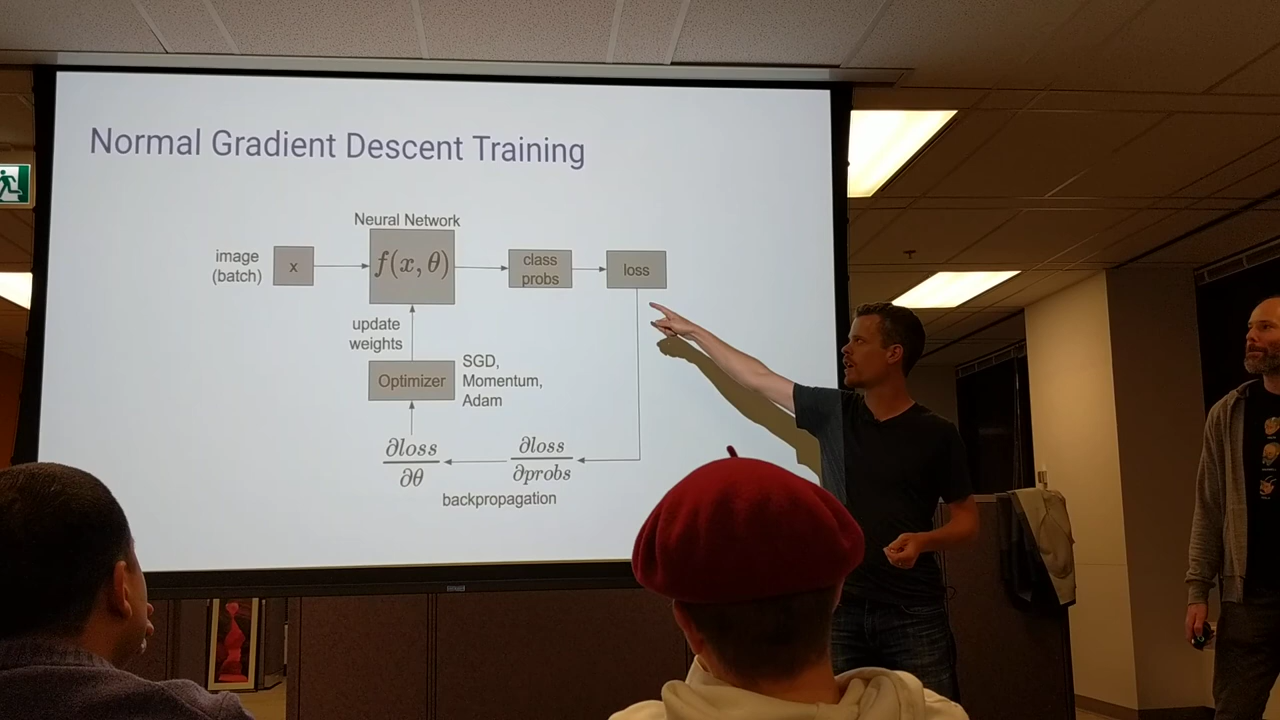 Normal Gradient Descent Training
Neural Network
image
(batch)
x
f(x, θ)
class
probs
loss
update
weights
Optimizer
SGD,
Momentum,
Adam
∂loss
∂θ
∂loss
∂probs
backpropagation